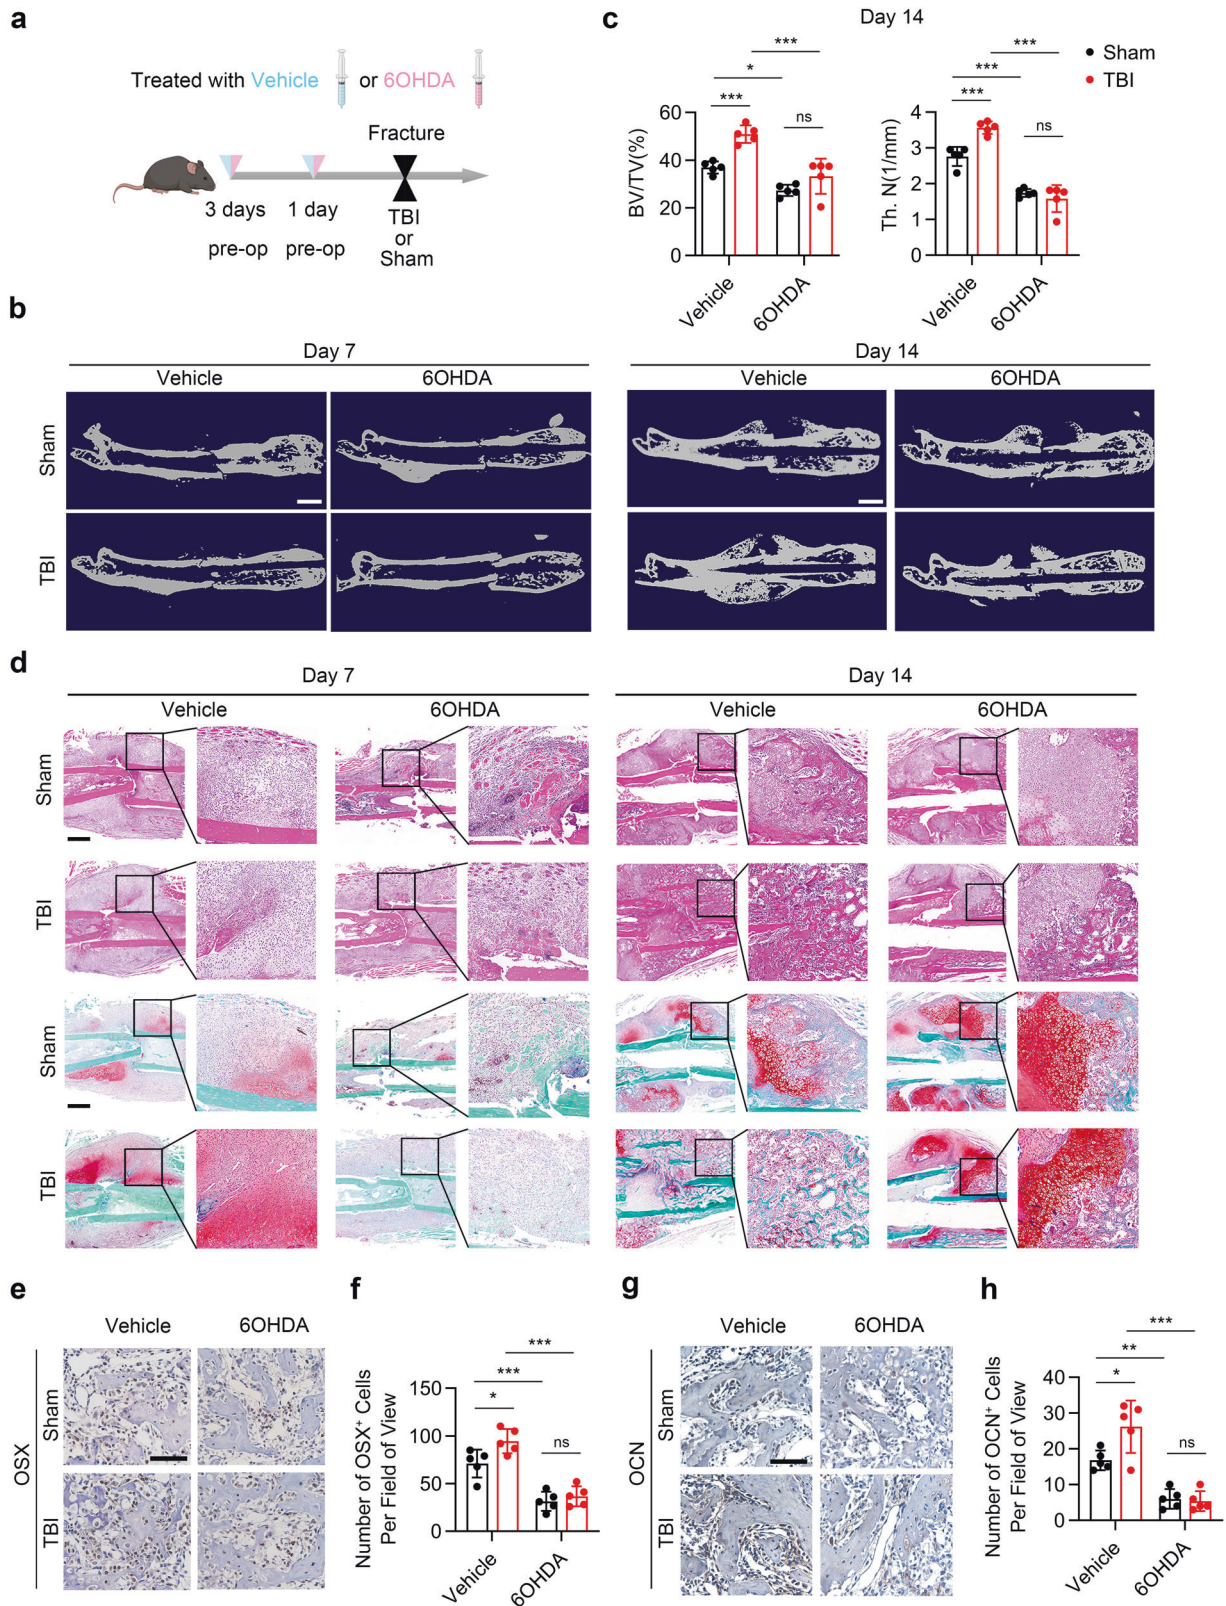 a
Treated with Vehicle or 6OHDA
Fracture
3 days 1 day
pre-op pre-op
TBI
or
Sham
c
Day 14
Sham
TBI
BV/TV(%)
60
40
20
0
***
*
***
ns
Vehicle
6OHDA
Th. N(1/mm)
4
3
2
1
0
***
***
***
ns
Vehicle
6OHDA
b
Day 7
Day 14
Vehicle
6OHDA
Vehicle
6OHDA
Sham
TBI
d
Day 7
Day 14
Vehicle
6OHDA
Vehicle
6OHDA
Sham
TBI
Sham
TBI
e
Vehicle
6OHDA
OSX
Sham
TBI
f
Number of OSX⁺ Cells
Per Field of View
150
100
50
0
***
***
*
ns
Vehicle
6OHDA
g
Vehicle
6OHDA
OCN
Sham
TBI
h
Number of OCN⁺ Cells
Per Field of View
40
30
20
10
0
***
**
*
ns
Vehicle
6OHDA